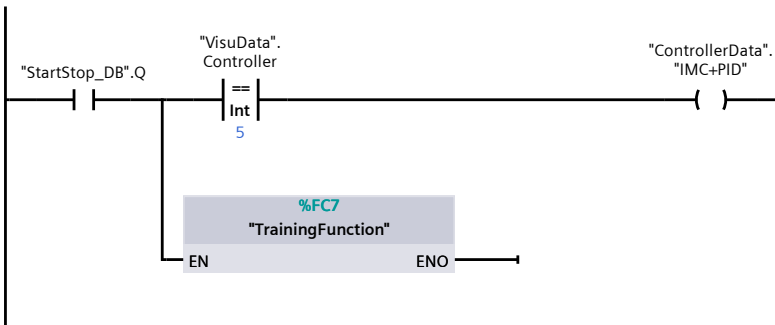 "StartStop_DB".Q
"VisuData".
Controller
==
Int
5
"ControllerData".
"IMC+PID"
%FC7
"TrainingFunction"
EN
ENO